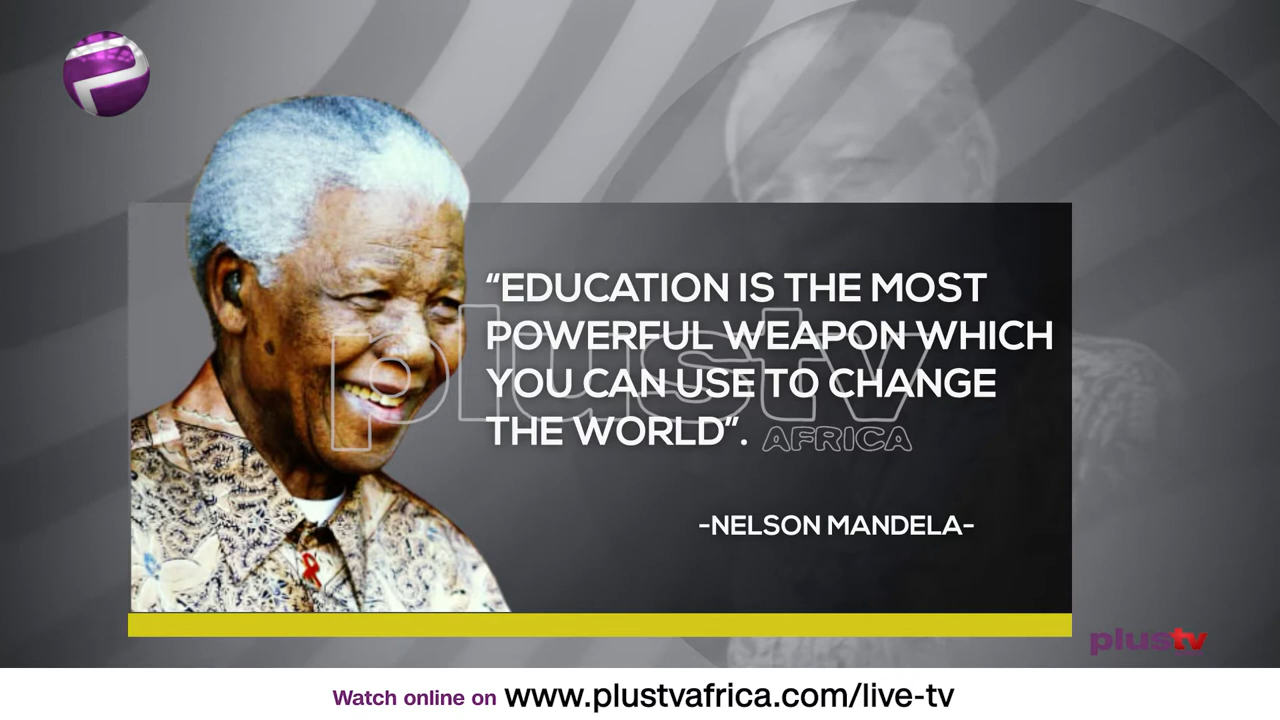 “EDUCATION IS THE MOST
POWERFUL WEAPON WHICH
YOU CAN USE TO CHANGE
THE WORLD”.
plustv
AFRICA
-NELSON MANDELA-
plustv
Watch online on www.plustvafrica.com/live-tv